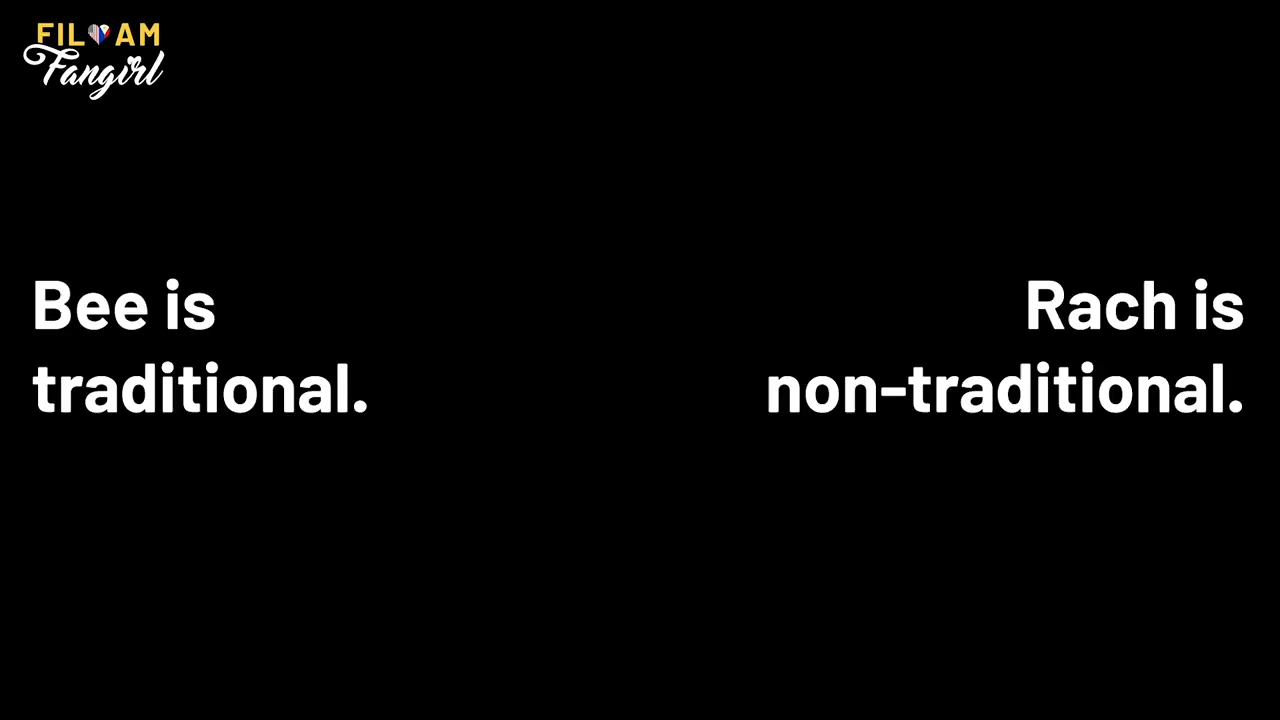 FIL AM
Fangirl
Bee is
traditional.
Rach is
non-traditional.